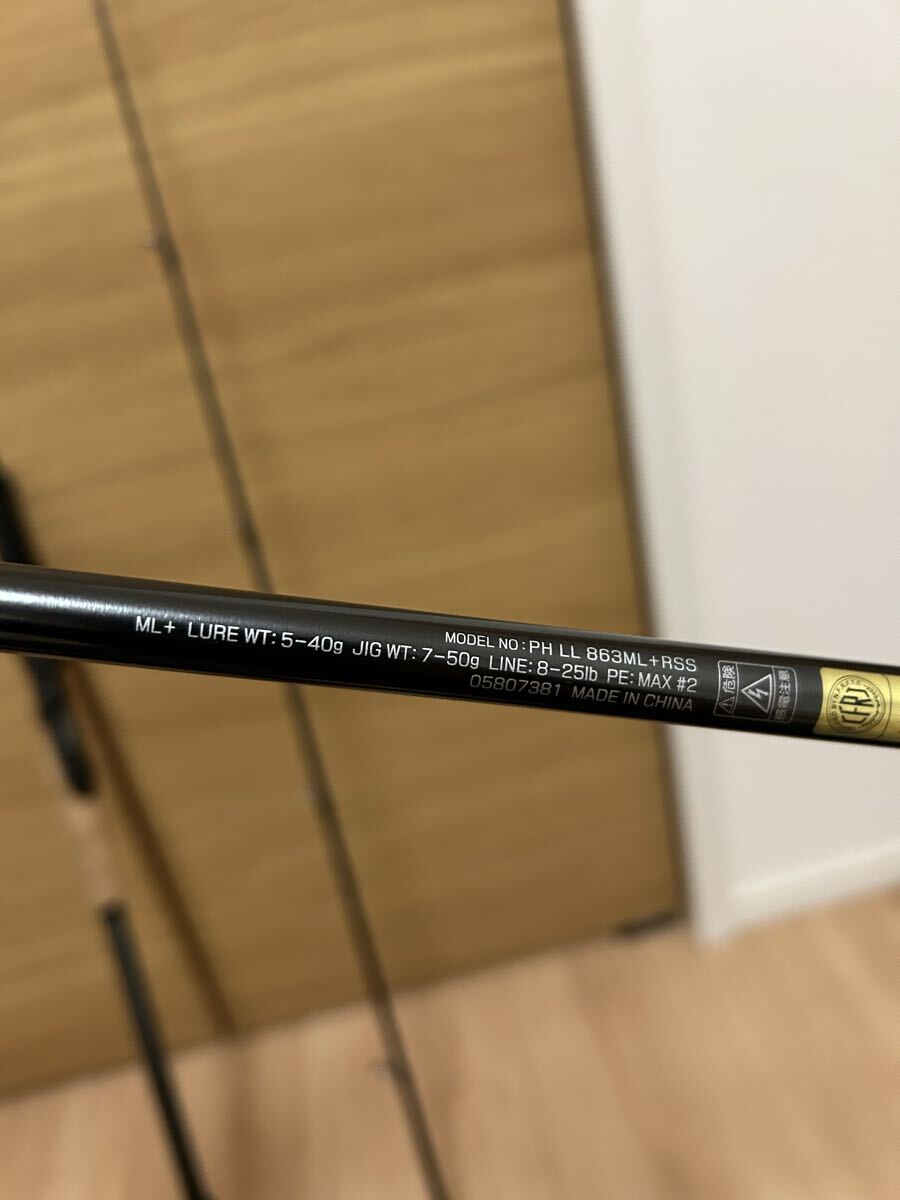 MODEL NO: PH LL 863ML+RSS
ML+ LURE WT: 5-40g JIG WT: 7-50g LINE: 8-25lb PE: MAX #2
05807381 MADE IN CHINA
危険
感電注意